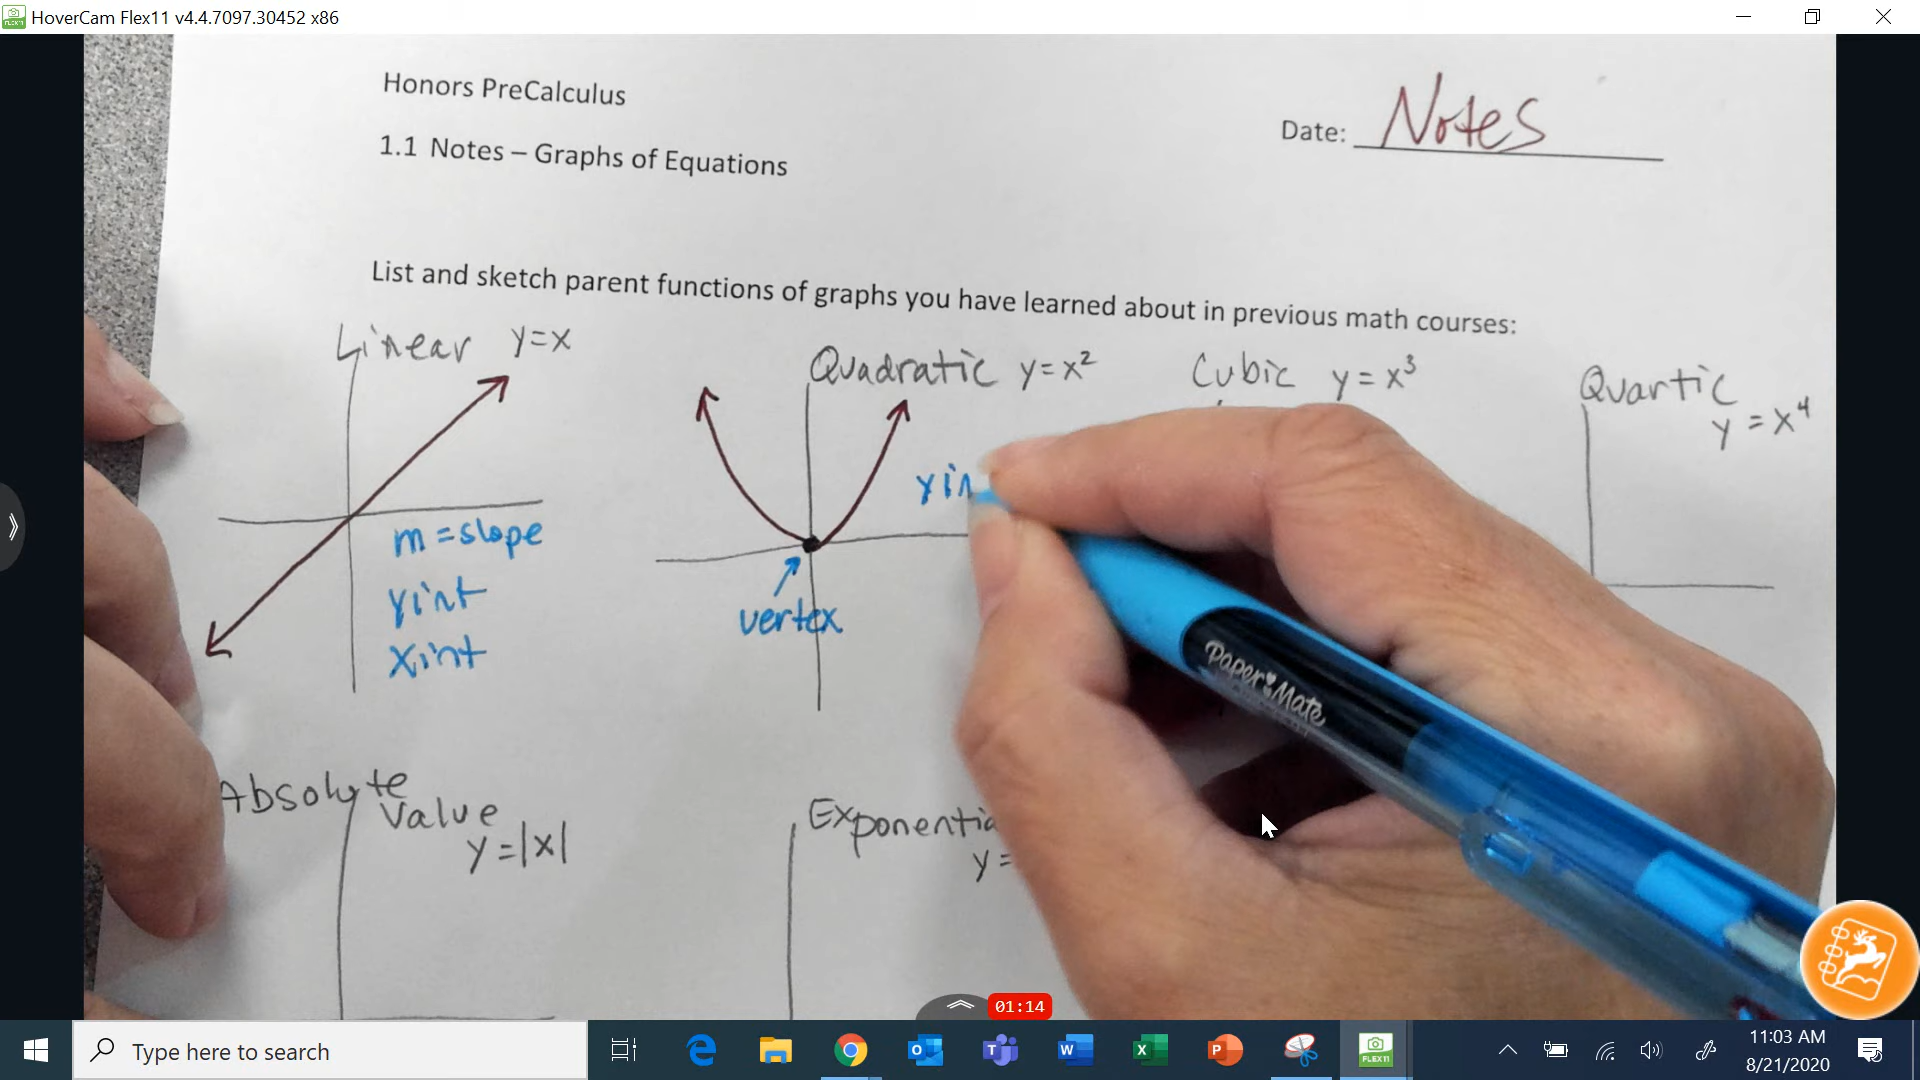 HoverCam Flex11 v4.4.7097.30452 x86
Honors PreCalculus
Date: Notes
1.1 Notes – Graphs of Equations
List and sketch parent functions of graphs you have learned about in previous math courses:
Linear y=x
Quadratic y=x²
Cubic y=x³
Quartic
y=x⁴
m=slope
yint
xint
vertex
yin
Paper Mate
Absolute
Value
y=|x|
Exponentia
y=
01:14
Type here to search
FLEX11
11:03 AM
8/21/2020